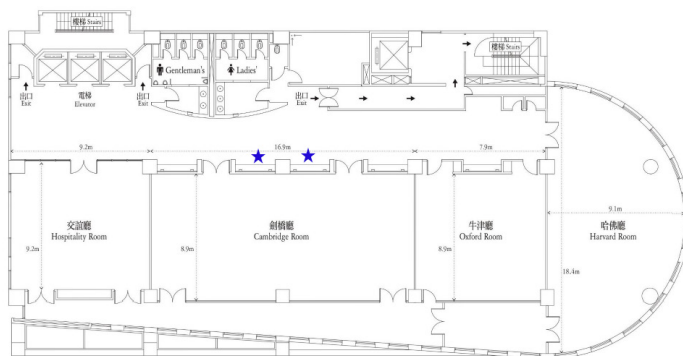 樓梯 Stairs
樓梯 Stairs
Gentleman's
Ladies'
出口
Exit
電梯
Elevator
出口
Exit
出口
Exit
9.2m
16.9m
7.9m
交誼廳
Hospitality Room
劍橋廳
Cambridge Room
牛津廳
Oxford Room
哈佛廳
Harvard Room
9.1m
9.2m
8.9m
8.9m
18.4m